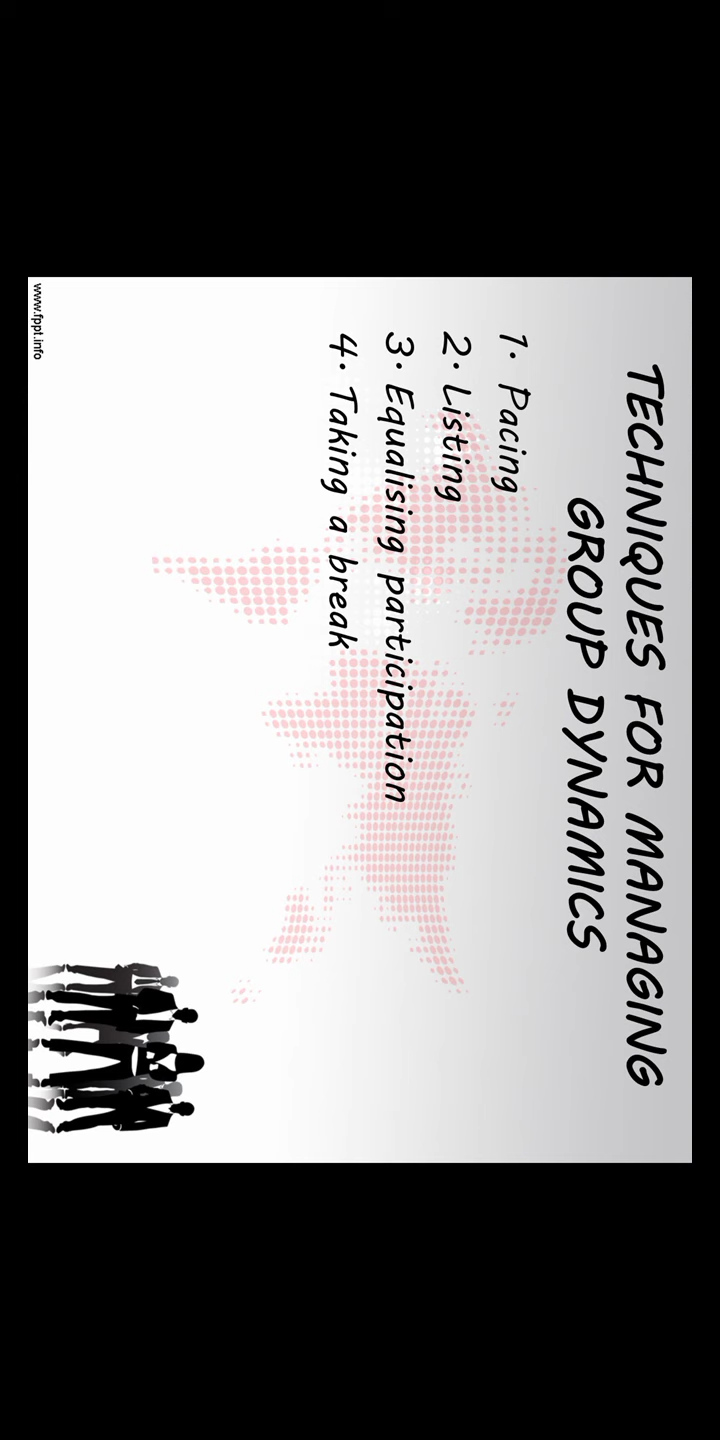 TECHNIQUES FOR MANAGING
GROUP DYNAMICS
1. Pacing
2. Listing
3. Equalising participation
4. Taking a break
www.fppt.info